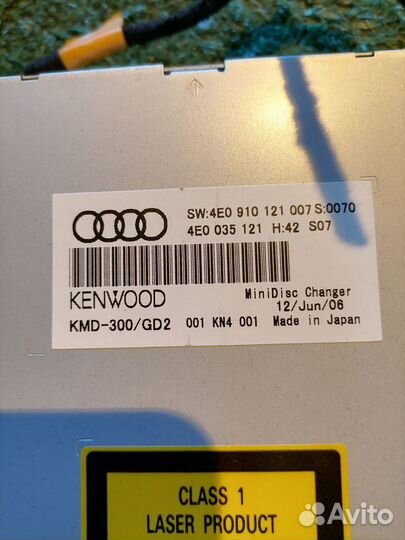 SW:4E0 910 121 007 S:0070
4E0 035 121 H:42 S07
KENWOOD
MiniDisc Changer
12/Jun/06
KMD-300/GD2 001 KN4 001 Made in Japan
CLASS 1
LASER PRODUCT
Avito